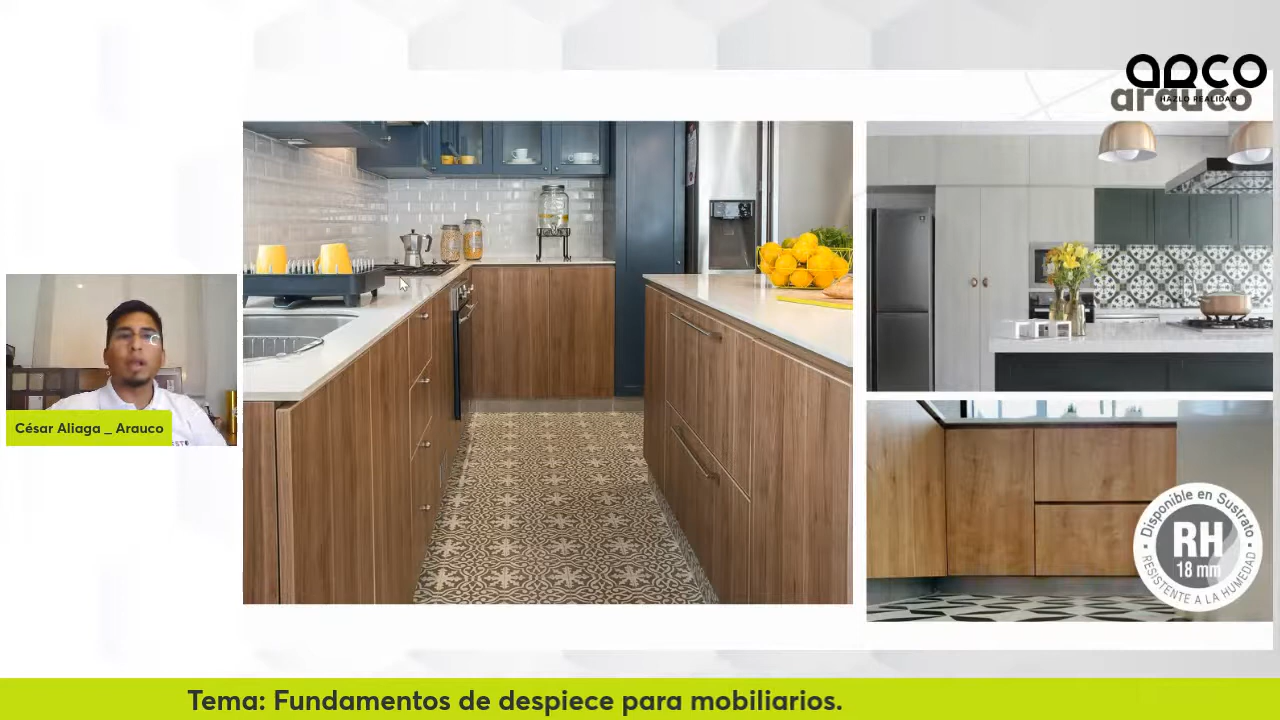 arco
arauco
HAZLO REALIDAD
César Aliaga _ Arauco
Disponible en Sustrato
RH
18 mm
RESISTENTE A LA HUMEDAD
Tema: Fundamentos de despiece para mobiliarios.